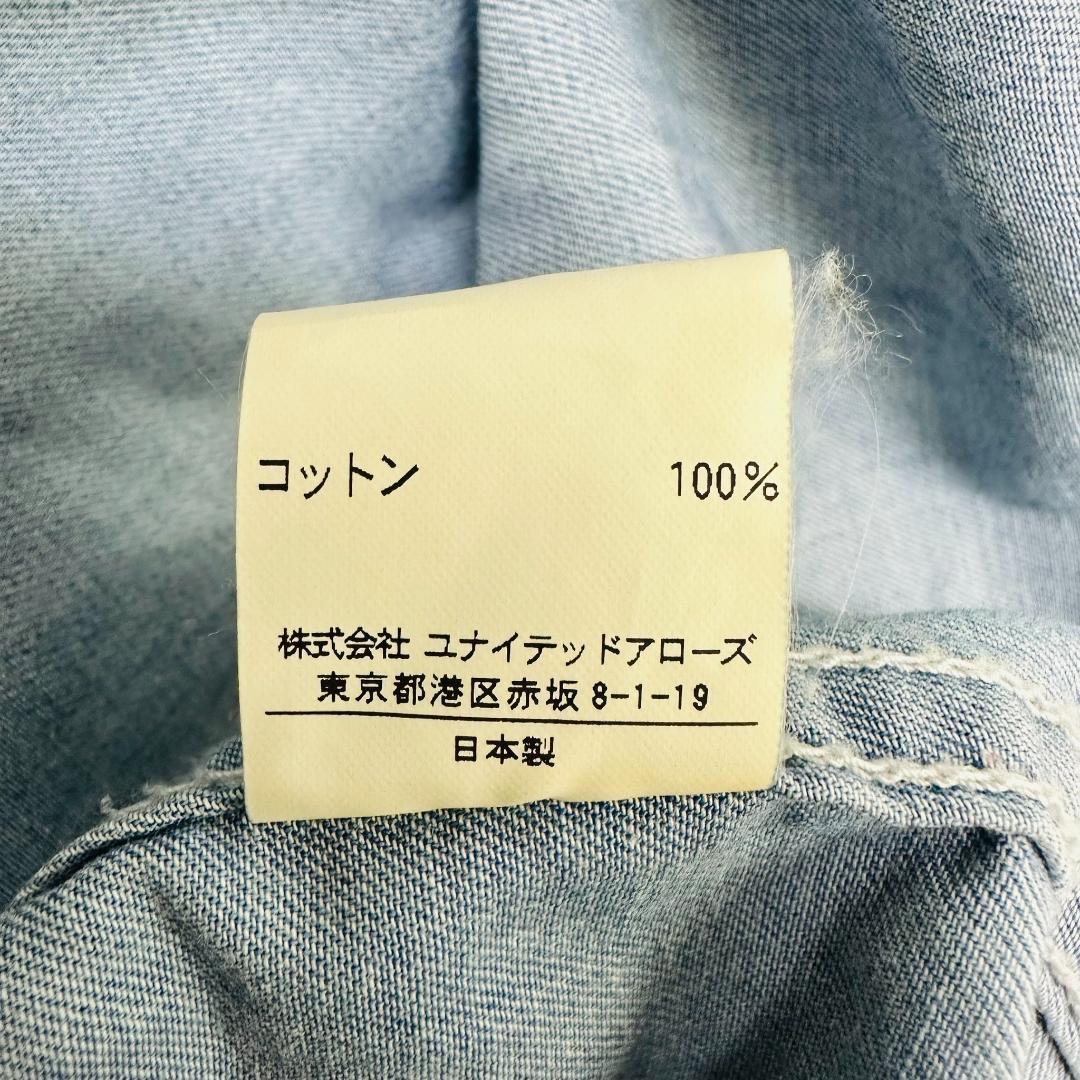 コットン 100%
株式会社 ユナイテッドアローズ
東京都港区赤坂 8-1-19
日本製